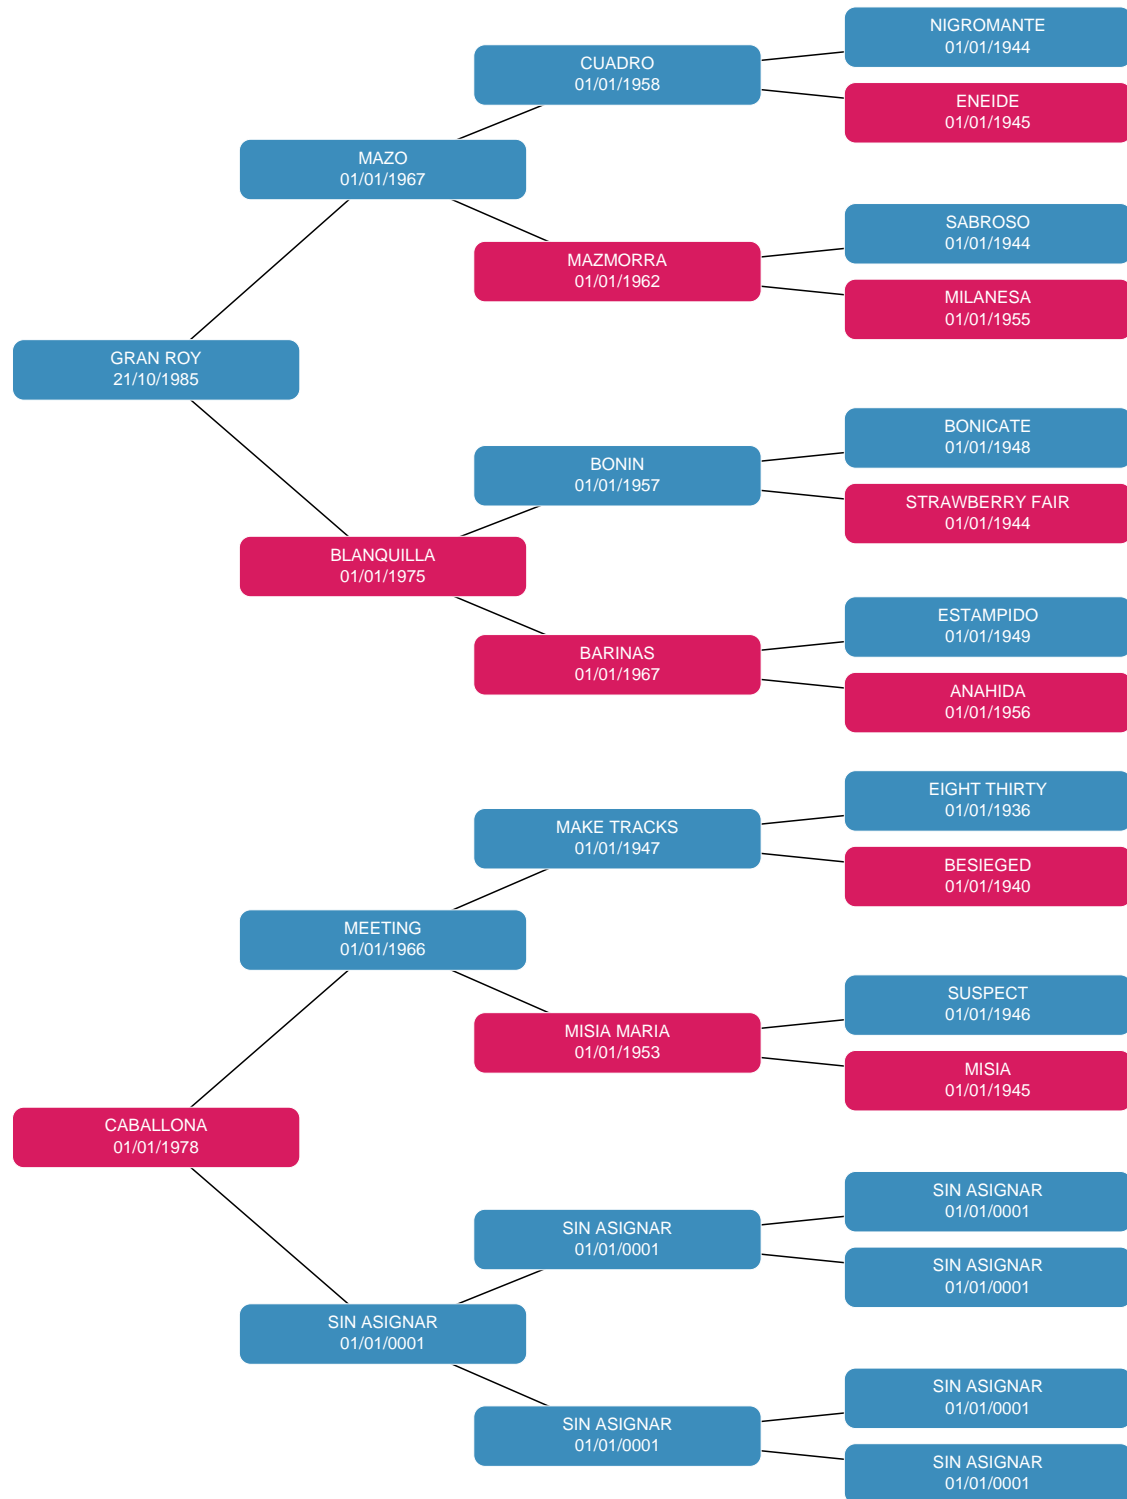 NIGROMANTE
01/01/1944
CUADRO
01/01/1958
ENEIDE
01/01/1945
MAZO
01/01/1967
SABROSO
01/01/1944
MAZMORRA
01/01/1962
MILANESA
01/01/1955
GRAN ROY
21/10/1985
BONICATE
01/01/1948
BONIN
01/01/1957
STRAWBERRY FAIR
01/01/1944
BLANQUILLA
01/01/1975
ESTAMPIDO
01/01/1949
BARINAS
01/01/1967
ANAHIDA
01/01/1956
EIGHT THIRTY
01/01/1936
MAKE TRACKS
01/01/1947
BESIEGED
01/01/1940
MEETING
01/01/1966
SUSPECT
01/01/1946
MISIA MARIA
01/01/1953
MISIA
01/01/1945
CABALLONA
01/01/1978
SIN ASIGNAR
01/01/0001
SIN ASIGNAR
01/01/0001
SIN ASIGNAR
01/01/0001
SIN ASIGNAR
01/01/0001
SIN ASIGNAR
01/01/0001
SIN ASIGNAR
01/01/0001
SIN ASIGNAR
01/01/0001